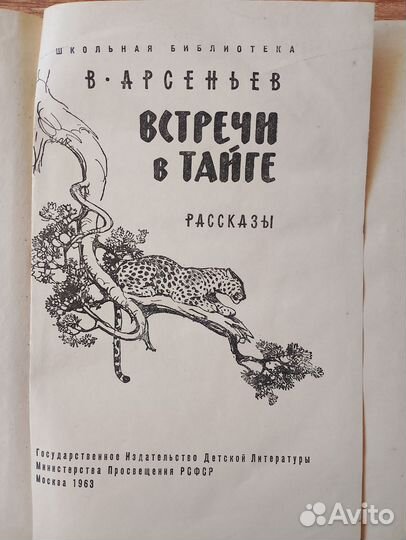 ШКОЛЬНАЯ БИБЛИОТЕКА
В·АРСЕНЬЕВ
ВСТРЕЧИ
В ТАЙГЕ
РАССКАЗЫ
Государственное Издательство Детской Литературы
Министерства Просвещения РСФСР
Москва 1963
Avito